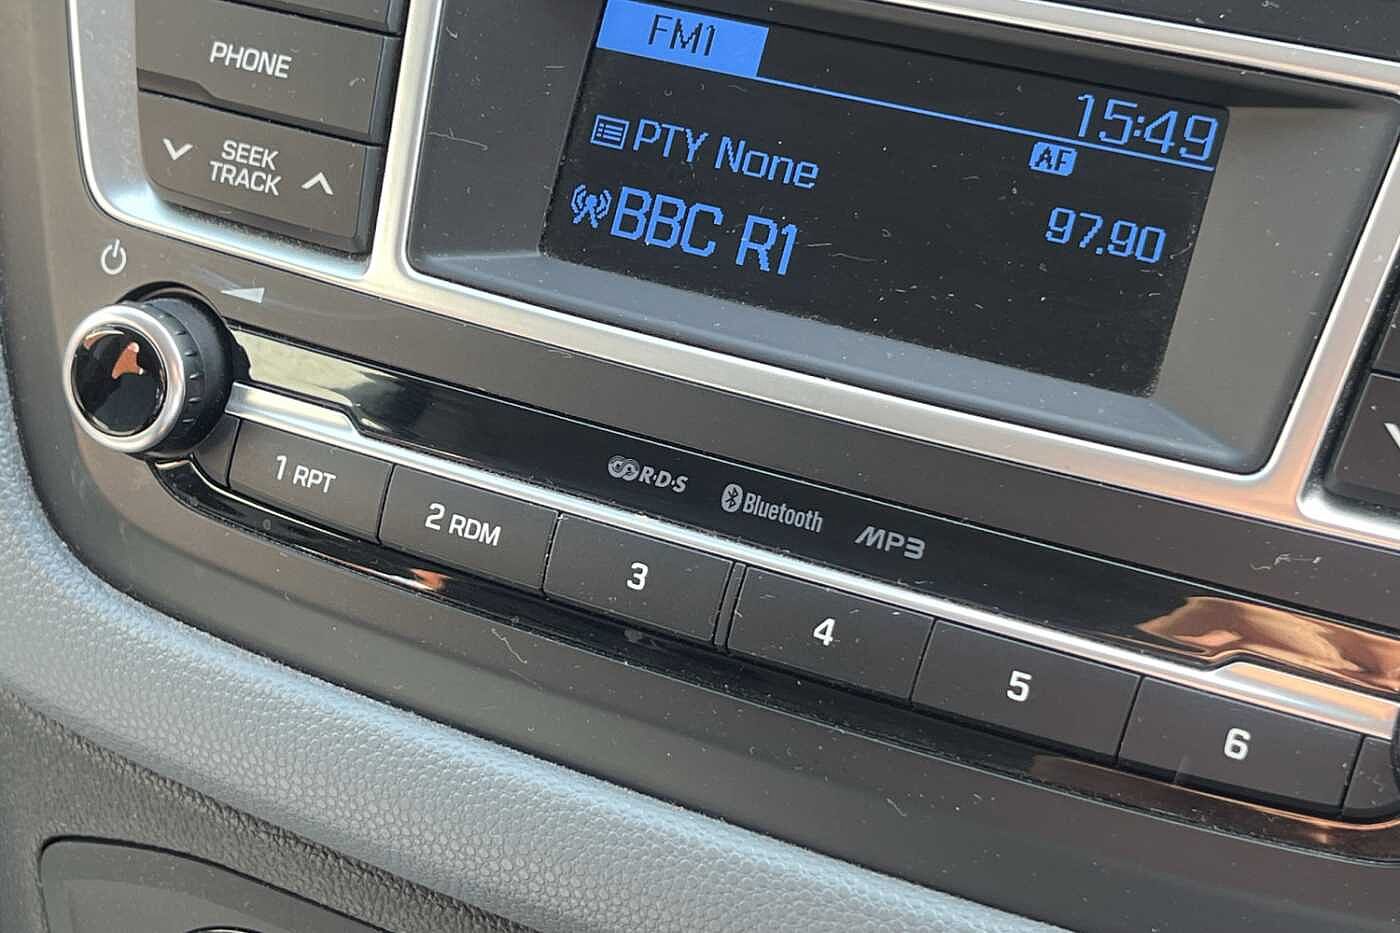 PHONE
SEEK
TRACK
FM1
15:49
AF
PTY None
BBC R1
97.90
R·D·S
Bluetooth
MP3
1 RPT
2 RDM
3
4
5
6